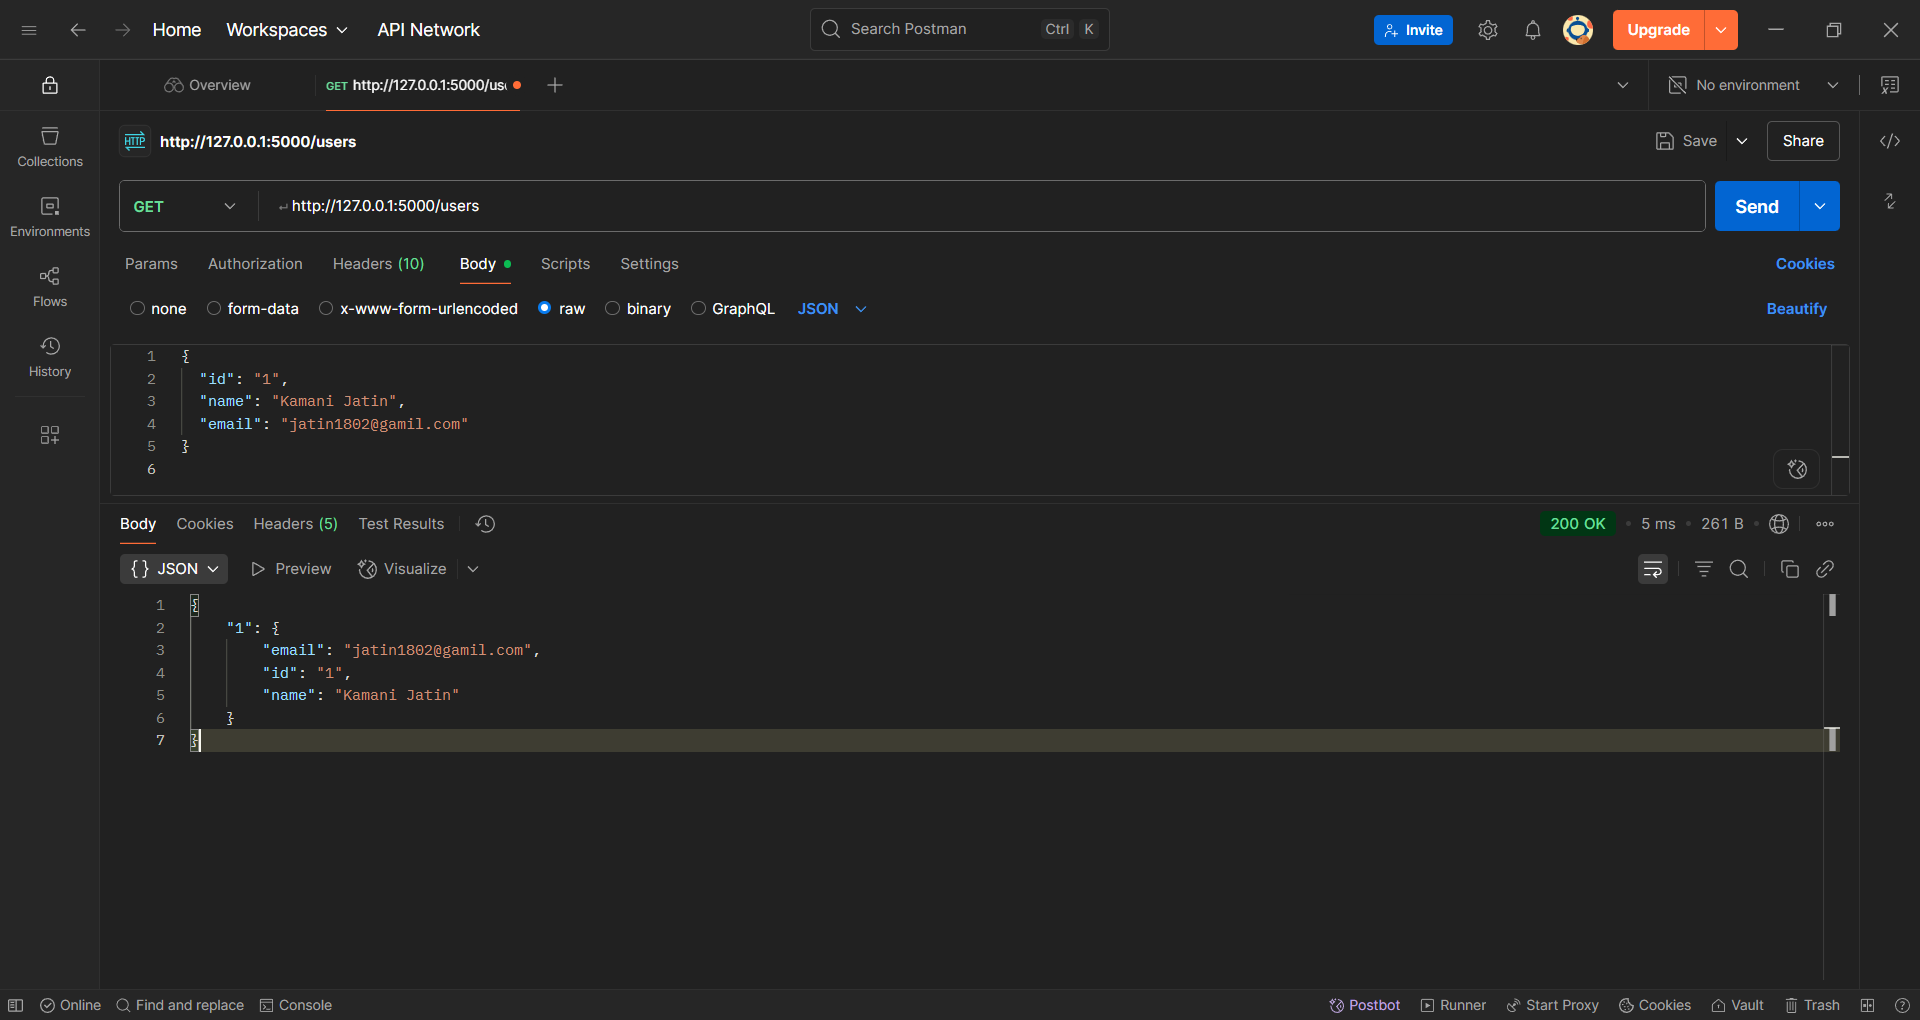 Home Workspaces API Network Search Postman Ctrl K Invite Upgrade
Overview GET http://127.0.0.1:5000/us No environment
HTTP http://127.0.0.1:5000/users Save Share
Collections
GET http://127.0.0.1:5000/users Send
Environments
Params Authorization Headers (10) Body Scripts Settings Cookies
Flows
none form-data x-www-form-urlencoded raw binary GraphQL JSON Beautify
History
1 {
2 "id": "1",
3 "name": "Kamani Jatin",
4 "email": "jatin1802@gamil.com"
5 }
6
Body Cookies Headers (5) Test Results 200 OK • 5 ms • 261 B •
{} JSON Preview Visualize
1 {
2 "1": {
3 "email": "jatin1802@gamil.com",
4 "id": "1",
5 "name": "Kamani Jatin"
6 }
7 }
Online Find and replace Console Postbot Runner Start Proxy Cookies Vault Trash